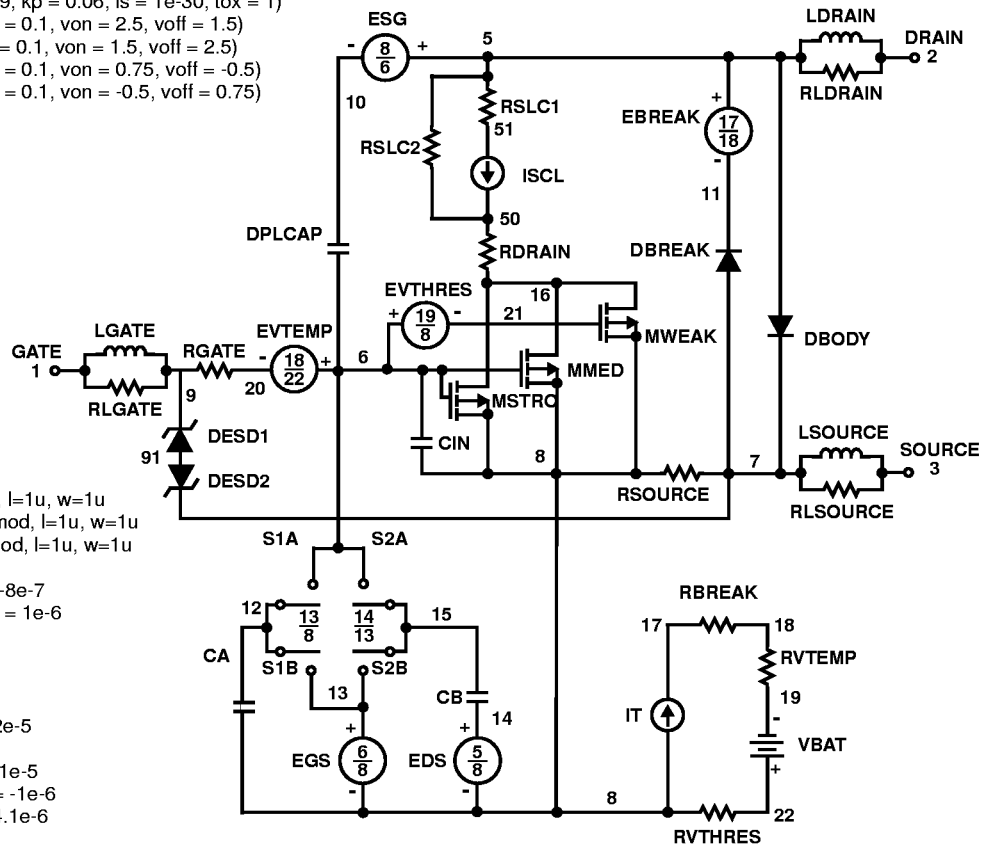 9, kp = 0.06, is = 1e-30, tox = 1)
= 0.1, von = 2.5, voff = 1.5)
= 0.1, von = 1.5, voff = 2.5)
= 0.1, von = 0.75, voff = -0.5)
= 0.1, von = -0.5, voff = 0.75)
ESG
- 8/6 +
5
10
LDRAIN
DRAIN
2
RLDRAIN
RSLC1
51
RSLC2
ISCL
50
RDRAIN
+
EBREAK 17/18
-
11
DBREAK
DBODY
DPLCAP
EVTHRES
+ 19/8 -
21
16
MWEAK
MMED
MSTRO
CIN
8
GATE
1
LGATE
RLGATE
RGATE
9
20
EVTEMP
- 18/22 +
6
DESD1
91
DESD2
RSOURCE
7
LSOURCE
SOURCE
3
RLSOURCE
, l=1u, w=1u
nod, l=1u, w=1u
od, l=1u, w=1u
-8e-7
= 1e-6
2e-5
1e-5
= -1e-6
4.1e-6
S1A
S2A
12
13/8
14/13
15
S1B
S2B
CA
13
CB
14
+
EGS 6/8
-
+
EDS 5/8
-
8
RBREAK
17
18
RVTEMP
19
IT
-
VBAT
+
22
RVTHRES